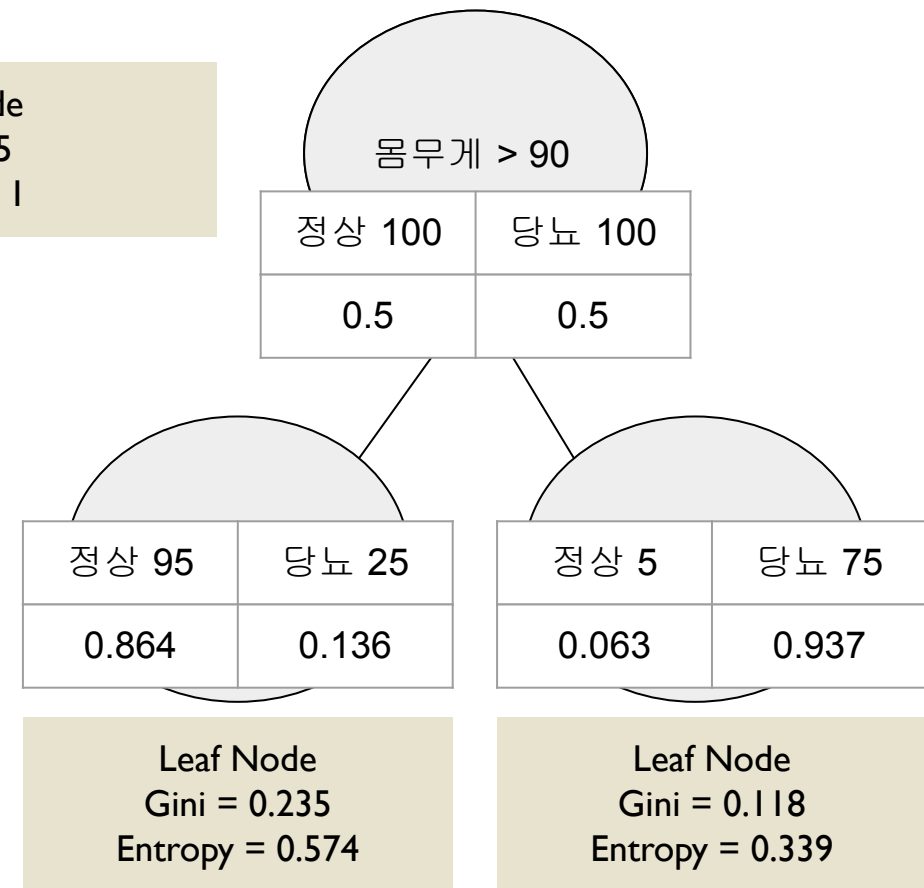 몸무게 > 90
정상 100 당뇨 100
0.5 0.5
정상 95 당뇨 25
0.864 0.136
정상 5 당뇨 75
0.063 0.937
Leaf Node
Gini = 0.235
Entropy = 0.574
Leaf Node
Gini = 0.118
Entropy = 0.339